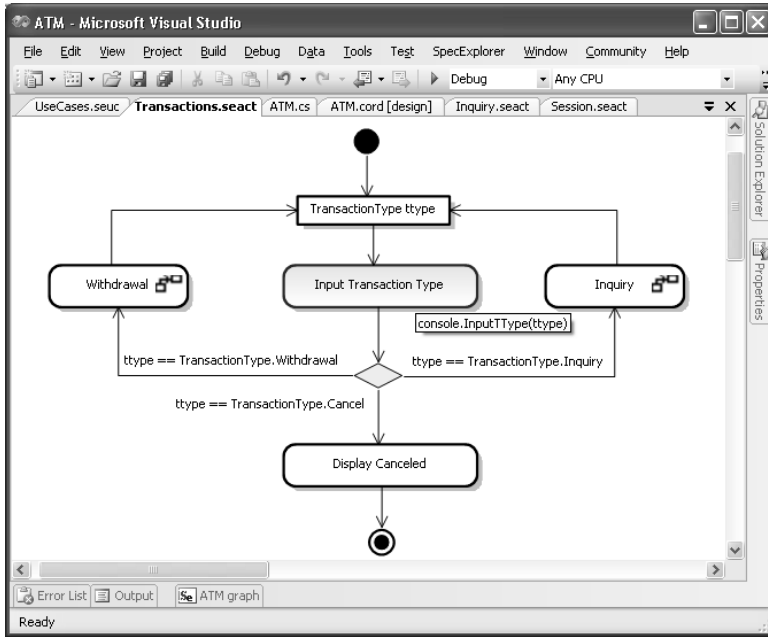 ATM - Microsoft Visual Studio
File Edit View Project Build Debug Data Tools Test SpecExplorer Window Community Help
Debug Any CPU
UseCases.seuc Transactions.seact ATM.cs ATM.cord [design] Inquiry.seact Session.seact
Solution Explorer
Properties
TransactionType ttype
Withdrawal
Input Transaction Type
Inquiry
console.InputTType(ttype)
ttype == TransactionType.Withdrawal
ttype == TransactionType.Inquiry
ttype == TransactionType.Cancel
Display Canceled
Error List Output Se ATM graph
Ready